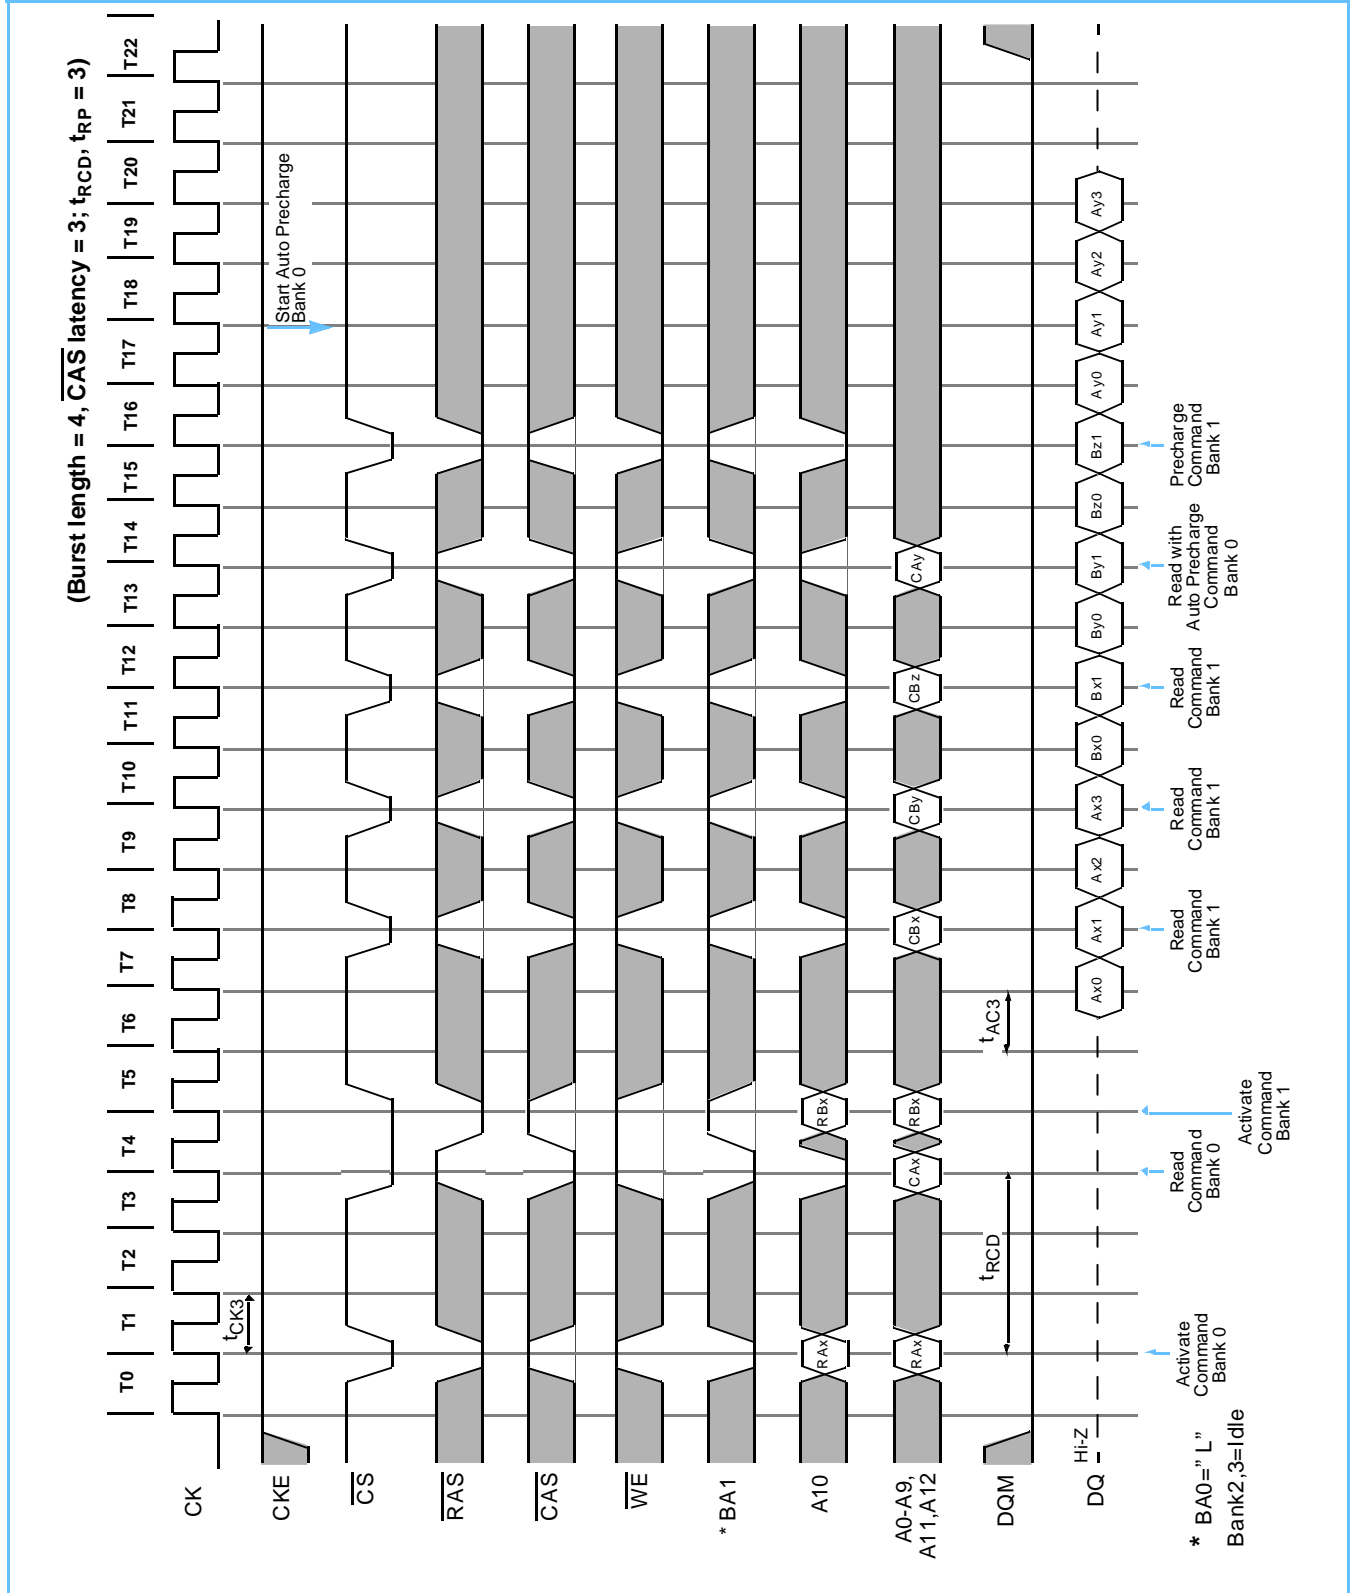 (Burst length = 4, CAS latency = 3; tRCD, tRP = 3)
T0 T1 T2 T3 T4 T5 T6 T7 T8 T9 T10 T11 T12 T13 T14 T15 T16 T17 T18 T19 T20 T21 T22
CK
tCK3
CKE
Start Auto Precharge
Bank 0
CS
RAS
CAS
WE
* BA1
A10
RAx RBx
A0-A9,
A11,A12
RAx CAx RBx CBx CBy CBz CAy
DQM
tRCD
tAC3
DQ
Hi-Z
Ax0 Ax1 Ax2 Ax3 Bx0 Bx1 By0 By1 Bz0 Bz1 Ay0 Ay1 Ay2 Ay3
Activate
Command
Bank 0
Read
Command
Bank 0
Activate
Command
Bank 1
Read
Command
Bank 1
Read
Command
Bank 1
Read
Command
Bank 1
Read with
Auto Precharge
Command
Bank 0
Precharge
Command
Bank 1
* BA0=”L”
Bank2,3=Idle